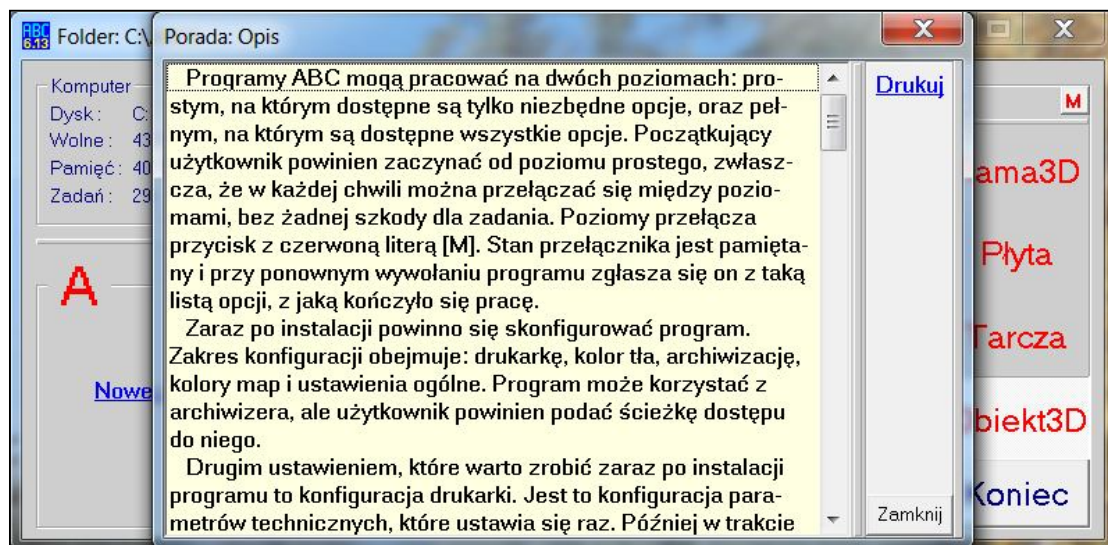 ABC
6.13
Folder: C:\
Porada: Opis
X
X
Komputer
Dysk: C:
Wolne: 43
Pamięć: 40
Zadań: 29
A
Nowe
Programy ABC mogą pracować na dwóch poziomach: pro-
stym, na którym dostępne są tylko niezbędne opcje, oraz peł-
nym, na którym są dostępne wszystkie opcje. Początkujący
użytkownik powinien zaczynać od poziomu prostego, zwłasz-
cza, że w każdej chwili można przełączać się między pozio-
mami, bez żadnej szkody dla zadania. Poziomy przełącza
przycisk z czerwoną literą [M]. Stan przełącznika jest pamięta-
ny i przy ponownym wywołaniu programu zgłasza się on z taką
listą opcji, z jaką kończyło się pracę.
Zaraz po instalacji powinno się skonfigurować program.
Zakres konfiguracji obejmuje: drukarkę, kolor tła, archiwizację,
kolory map i ustawienia ogólne. Program może korzystać z
archiwizera, ale użytkownik powinien podać ścieżkę dostępu
do niego.
Drugim ustawieniem, które warto zrobić zaraz po instalacji
programu to konfiguracja drukarki. Jest to konfiguracja para-
metrów technicznych, które ustawia się raz. Później w trakcie
Drukuj
Zamknij
M
ama3D
Płyta
Tarcza
biekt3D
Koniec